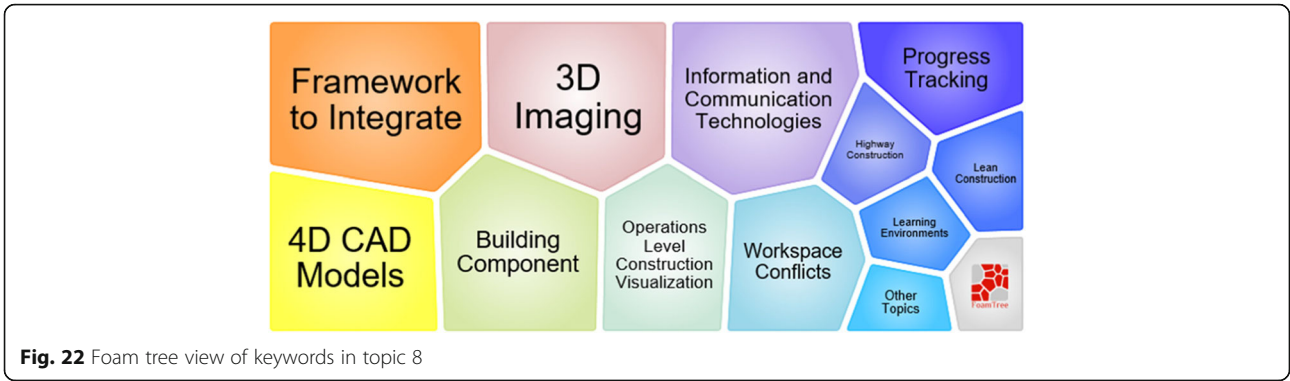 Framework
to Integrate
3D
Imaging
Information and
Communication
Technologies
Progress
Tracking
Highway
Construction
Lean
Construction
4D CAD
Models
Building
Component
Operations
Level
Construction
Visualization
Workspace
Conflicts
Learning
Environments
Other
Topics
FoamTree
Fig. 22 Foam tree view of keywords in topic 8